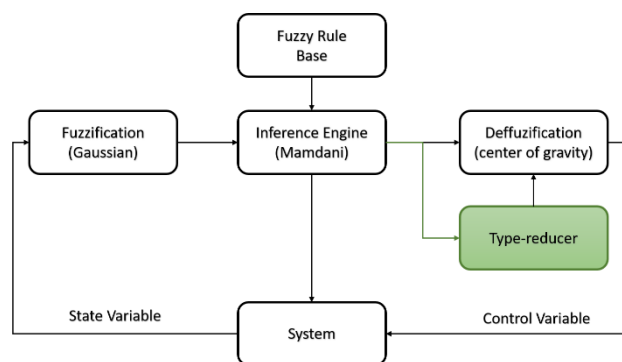 Fuzzy Rule
Base
Fuzzification
(Gaussian)
Inference Engine
(Mamdani)
Deffuzification
(center of gravity)
Type-reducer
State Variable
System
Control Variable